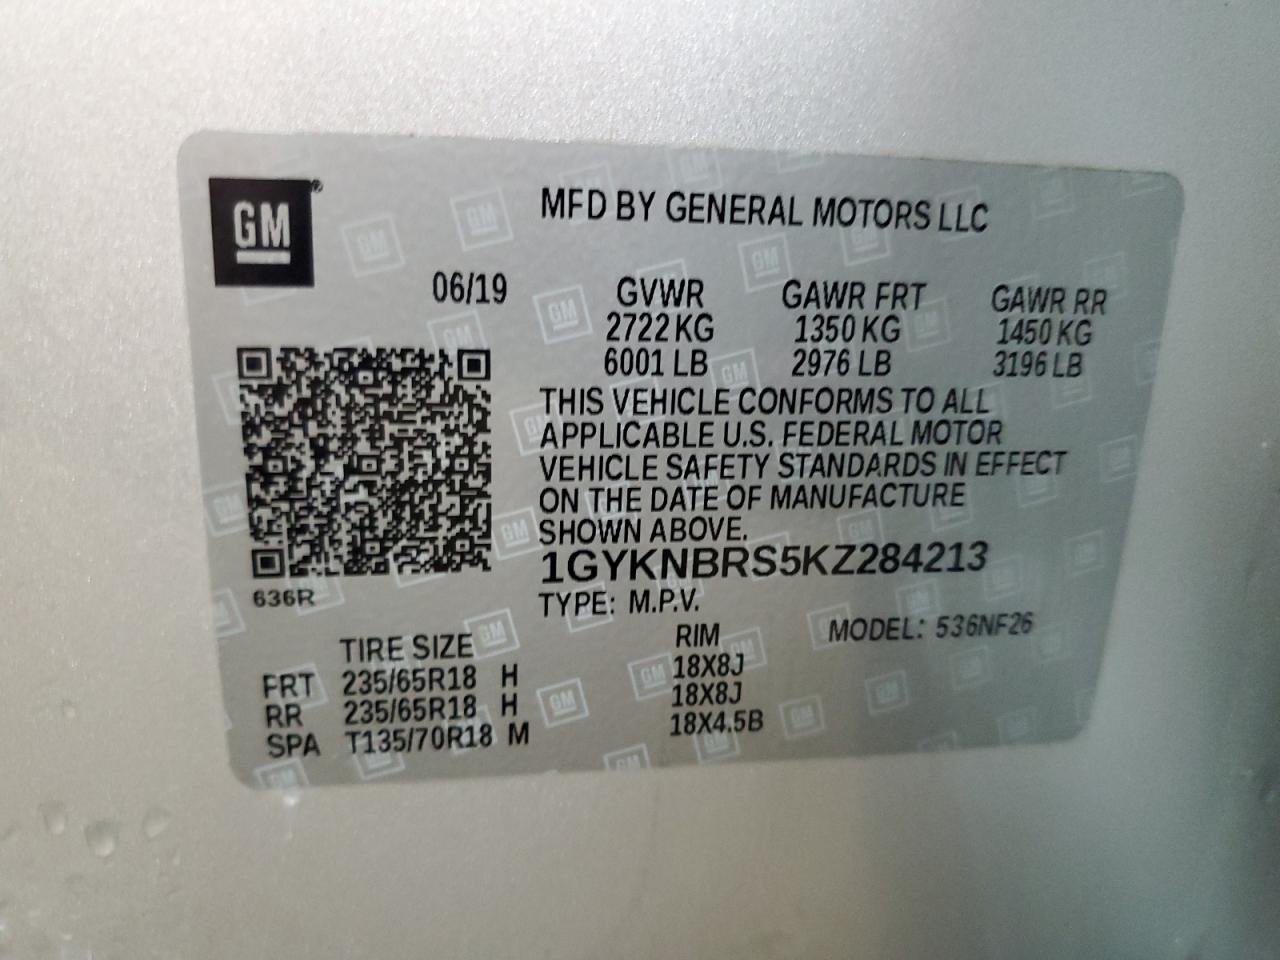 GM®
MFD BY GENERAL MOTORS LLC
06/19
GVWR GAWR FRT GAWR RR
2722 KG 1350 KG 1450 KG
6001 LB 2976 LB 3196 LB
THIS VEHICLE CONFORMS TO ALL
APPLICABLE U.S. FEDERAL MOTOR
VEHICLE SAFETY STANDARDS IN EFFECT
ON THE DATE OF MANUFACTURE
SHOWN ABOVE.
1GYKNBRS5KZ284213
636R
TYPE: M.P.V.
MODEL: 536NF26
TIRE SIZE RIM
FRT 235/65R18 H 18X8J
RR 235/65R18 H 18X8J
SPA T135/70R18 M 18X4.5B